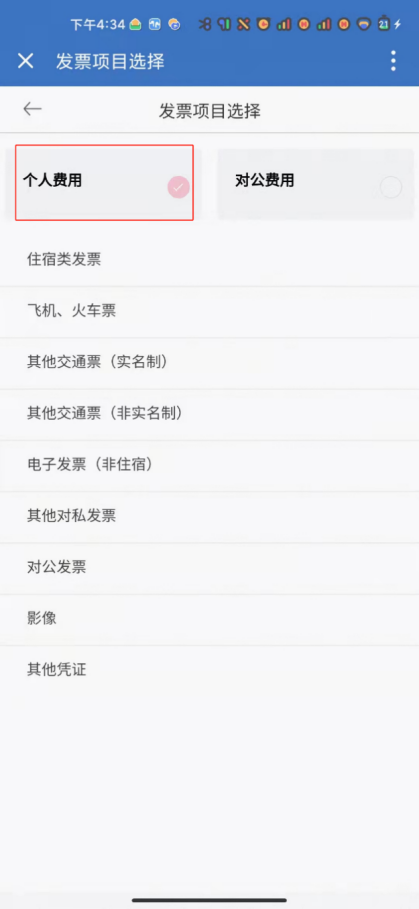 下午4:34
21
发票项目选择
发票项目选择
个人费用
对公费用
住宿类发票
飞机、火车票
其他交通票（实名制）
其他交通票（非实名制）
电子发票（非住宿）
其他对私发票
对公发票
影像
其他凭证